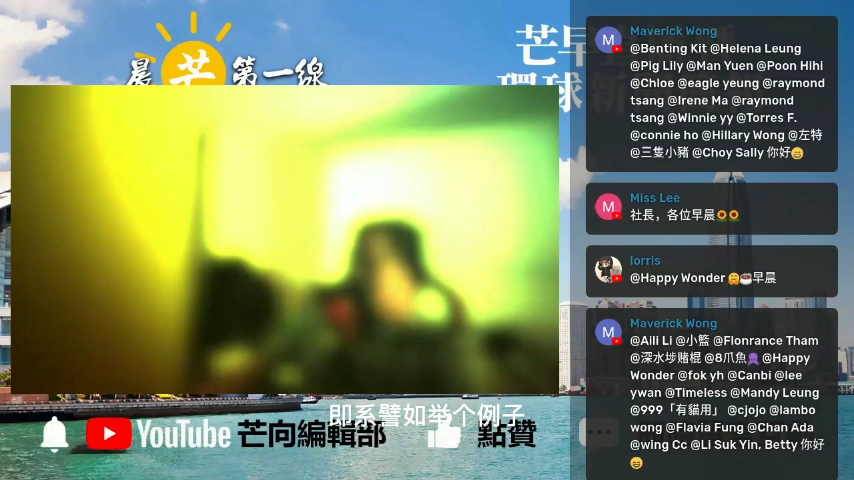 晨芒第一線
芒早
環球新
Maverick Wong
@Benting Kit @Helena Leung
@Pig Lily @Man Yuen @Poon Hihi
@Chloe @eagle yeung @raymond
tsang @Irene Ma @raymond
tsang @Winnie yy @Torres F.
@connie ho @Hillary Wong @左特
@三隻小豬 @Choy Sally 你好😄
Miss Lee
社長，各位早晨🌻🌻
lorris
@Happy Wonder 🤗☕早晨
Maverick Wong
@Aili Li @小籃 @Flonrance Tham
@深水埗赌棍 @8爪魚🐙 @Happy
Wonder @fok yh @Canbi @lee
ywan @Timeless @Mandy Leung
@999「有貓用」 @cjojo @lambo
wong @Flavia Fung @Chan Ada
@wing Cc @Li Suk Yin, Betty 你好
😄
即系譬如举个例子
YouTube 芒向編輯部 點贊